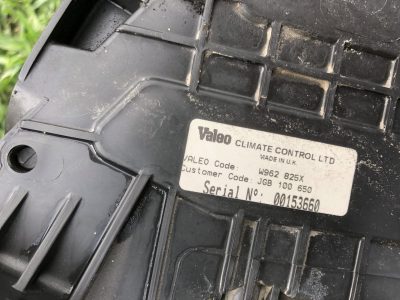 Valeo CLIMATE CONTROL LTD
MADE IN U.K.
VALEO Code: W962 825X
Customer Code: JGB 100 650
Serial Nº: 00153660